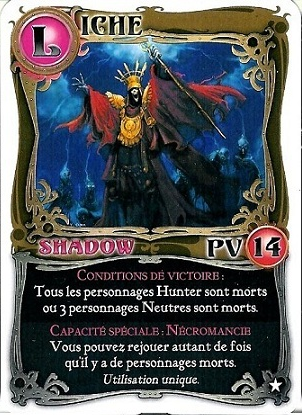 LICHE
SHADOW PV 14
CONDITIONS DE VICTOIRE :
Tous les personnages Hunter sont morts
ou 3 personnages Neutres sont morts.
CAPACITÉ SPÉCIALE : NÉCROMANCIE
Vous pouvez rejouer autant de fois
qu'il y a de personnages morts.
Utilisation unique.